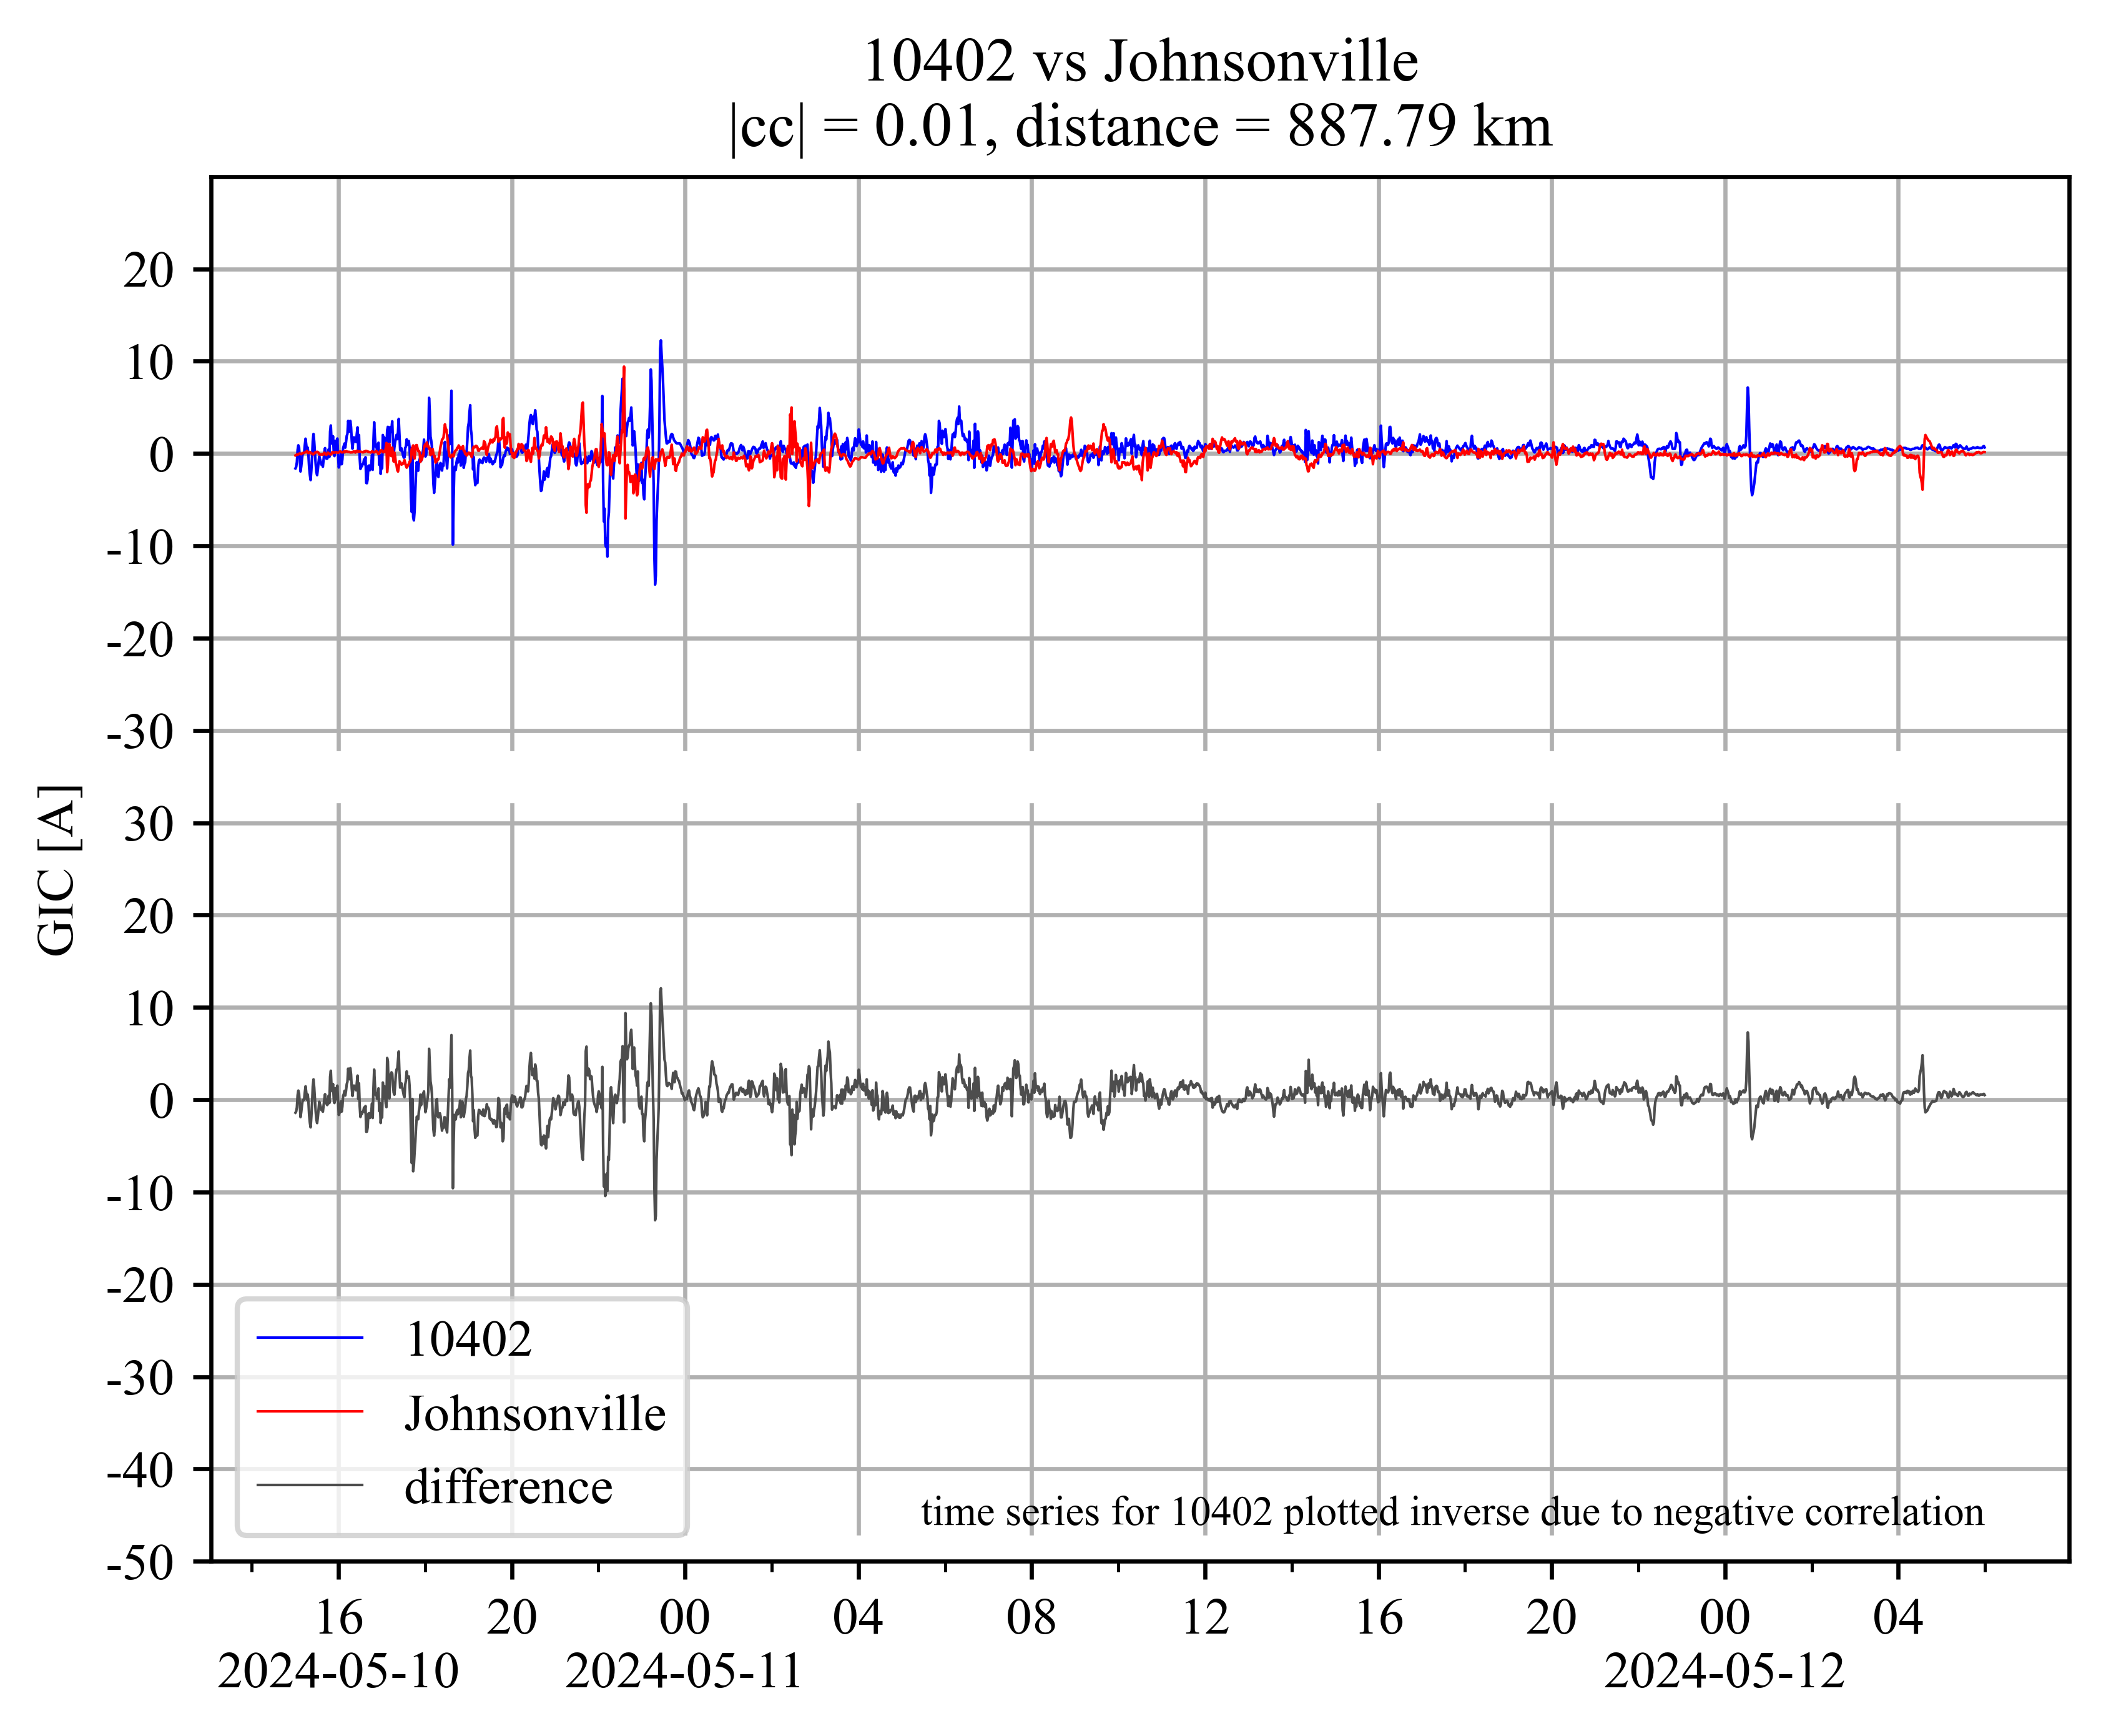 10402 vs Johnsonville
|cc| = 0.01, distance = 887.79 km
GIC [A]
20
10
0
-10
-20
-30
30
20
10
0
-10
-20
-30
-40
-50
10402
Johnsonville
difference
time series for 10402 plotted inverse due to negative correlation
16 20 00 04 08 12 16 20 00 04
2024-05-10 2024-05-11 2024-05-12